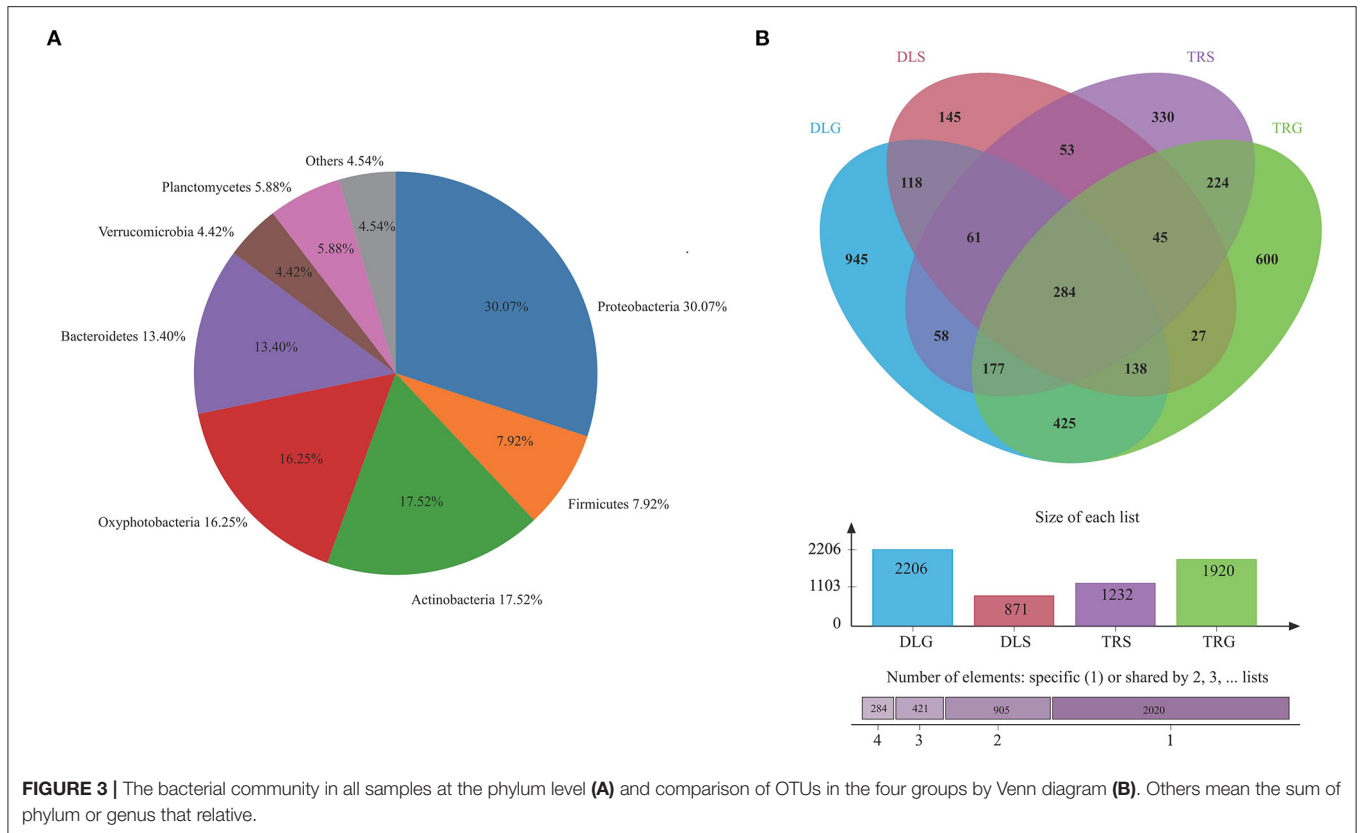 A
Others 4.54%
Planctomycetes 5.88%
Verrucomicrobia 4.42%
Bacteroidetes 13.40%
Oxyphotobacteria 16.25%
Actinobacteria 17.52%
Firmicutes 7.92%
Proteobacteria 30.07%
4.54%
5.88%
4.42%
13.40%
16.25%
17.52%
7.92%
30.07%
B
DLS
TRS
DLG
TRG
145
330
53
118
224
61
45
945
600
284
58
27
177
138
425
Size of each list
2206
1103
0
2206
871
1232
1920
DLG
DLS
TRS
TRG
Number of elements: specific (1) or shared by 2, 3, ... lists
284
421
905
2020
4
3
2
1
FIGURE 3 | The bacterial community in all samples at the phylum level (A) and comparison of OTUs in the four groups by Venn diagram (B). Others mean the sum of
phylum or genus that relative.